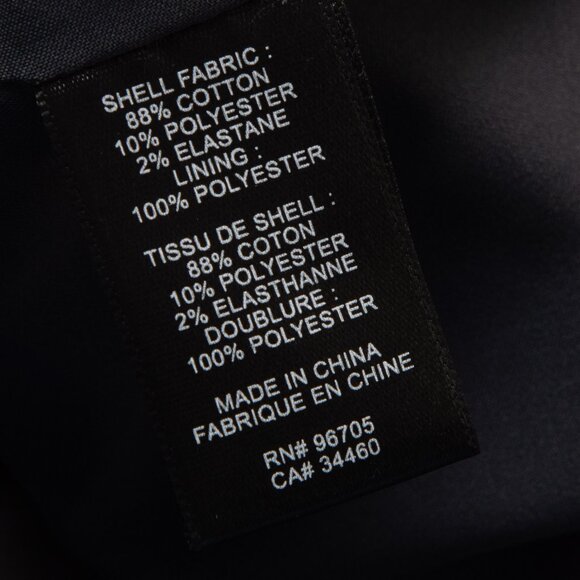 SHELL FABRIC :
88% COTTON
10% POLYESTER
2% ELASTANE
LINING :
100% POLYESTER
TISSU DE SHELL :
88% COTON
10% POLYESTER
2% ELASTHANNE
DOUBLURE :
100% POLYESTER
MADE IN CHINA
FABRIQUE EN CHINE
RN# 96705
CA# 34460